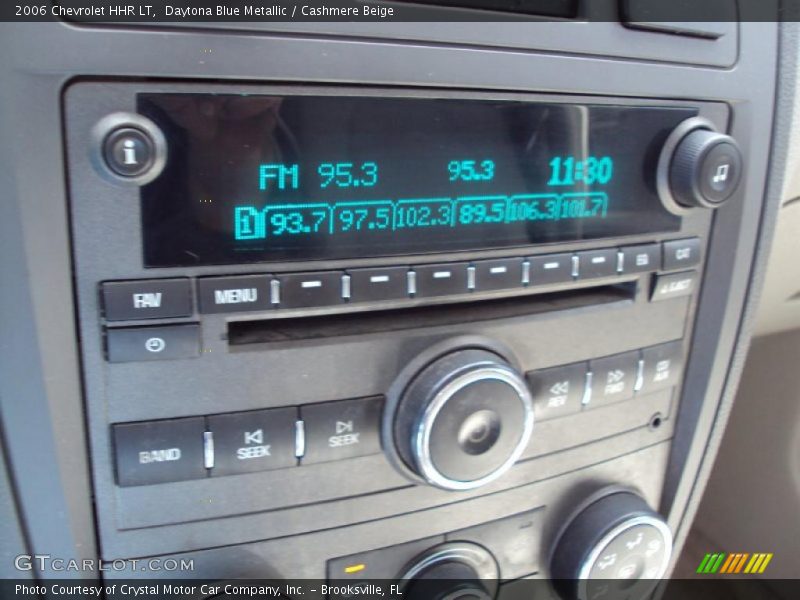 2006 Chevrolet HHR LT,  Daytona Blue Metallic / Cashmere Beige
i
FM 95.3 95.3 11:30
1 93.7 97.5 102.3 89.5 106.3 101.7
FAV MENU CAT
BAND SEEK SEEK REV FWD
GTCARLOT.COM
Photo Courtesy of Crystal Motor Car Company, Inc. - Brooksville, FL